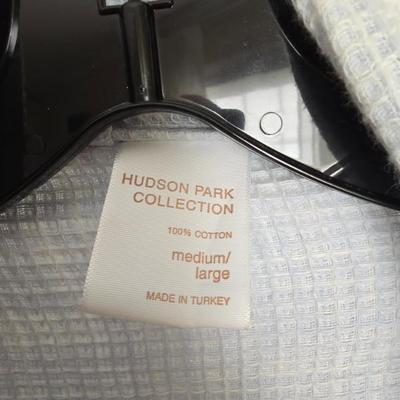 HUDSON PARK
COLLECTION
100% COTTON
medium/
large
MADE IN TURKEY